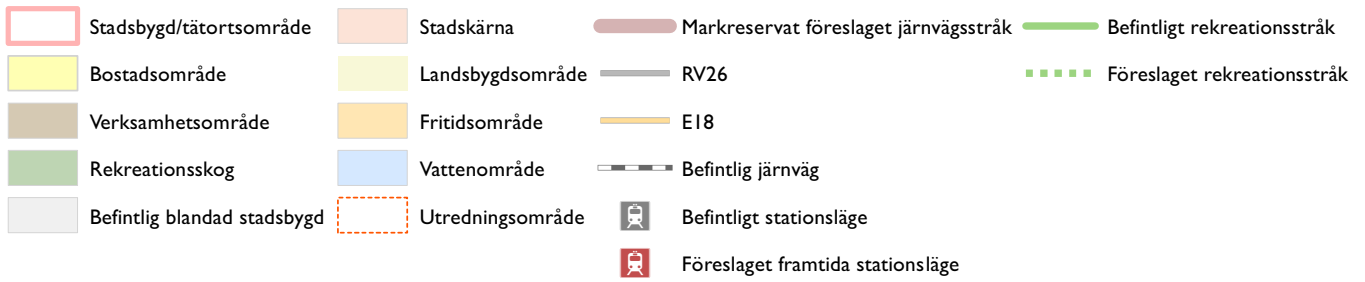 Stadsbygd/tätortsområde
Bostadsområde
Verksamhetsområde
Rekreationsskog
Befintlig blandad stadsbygd
Stadskärna
Landsbygdsområde
Fritidsområde
Vattenområde
Utredningsområde
Markreservat föreslaget järnvägsstråk
RV26
E18
Befintlig järnväg
Befintligt stationsläge
Föreslaget framtida stationsläge
Befintligt rekreationsstråk
Föreslaget rekreationsstråk